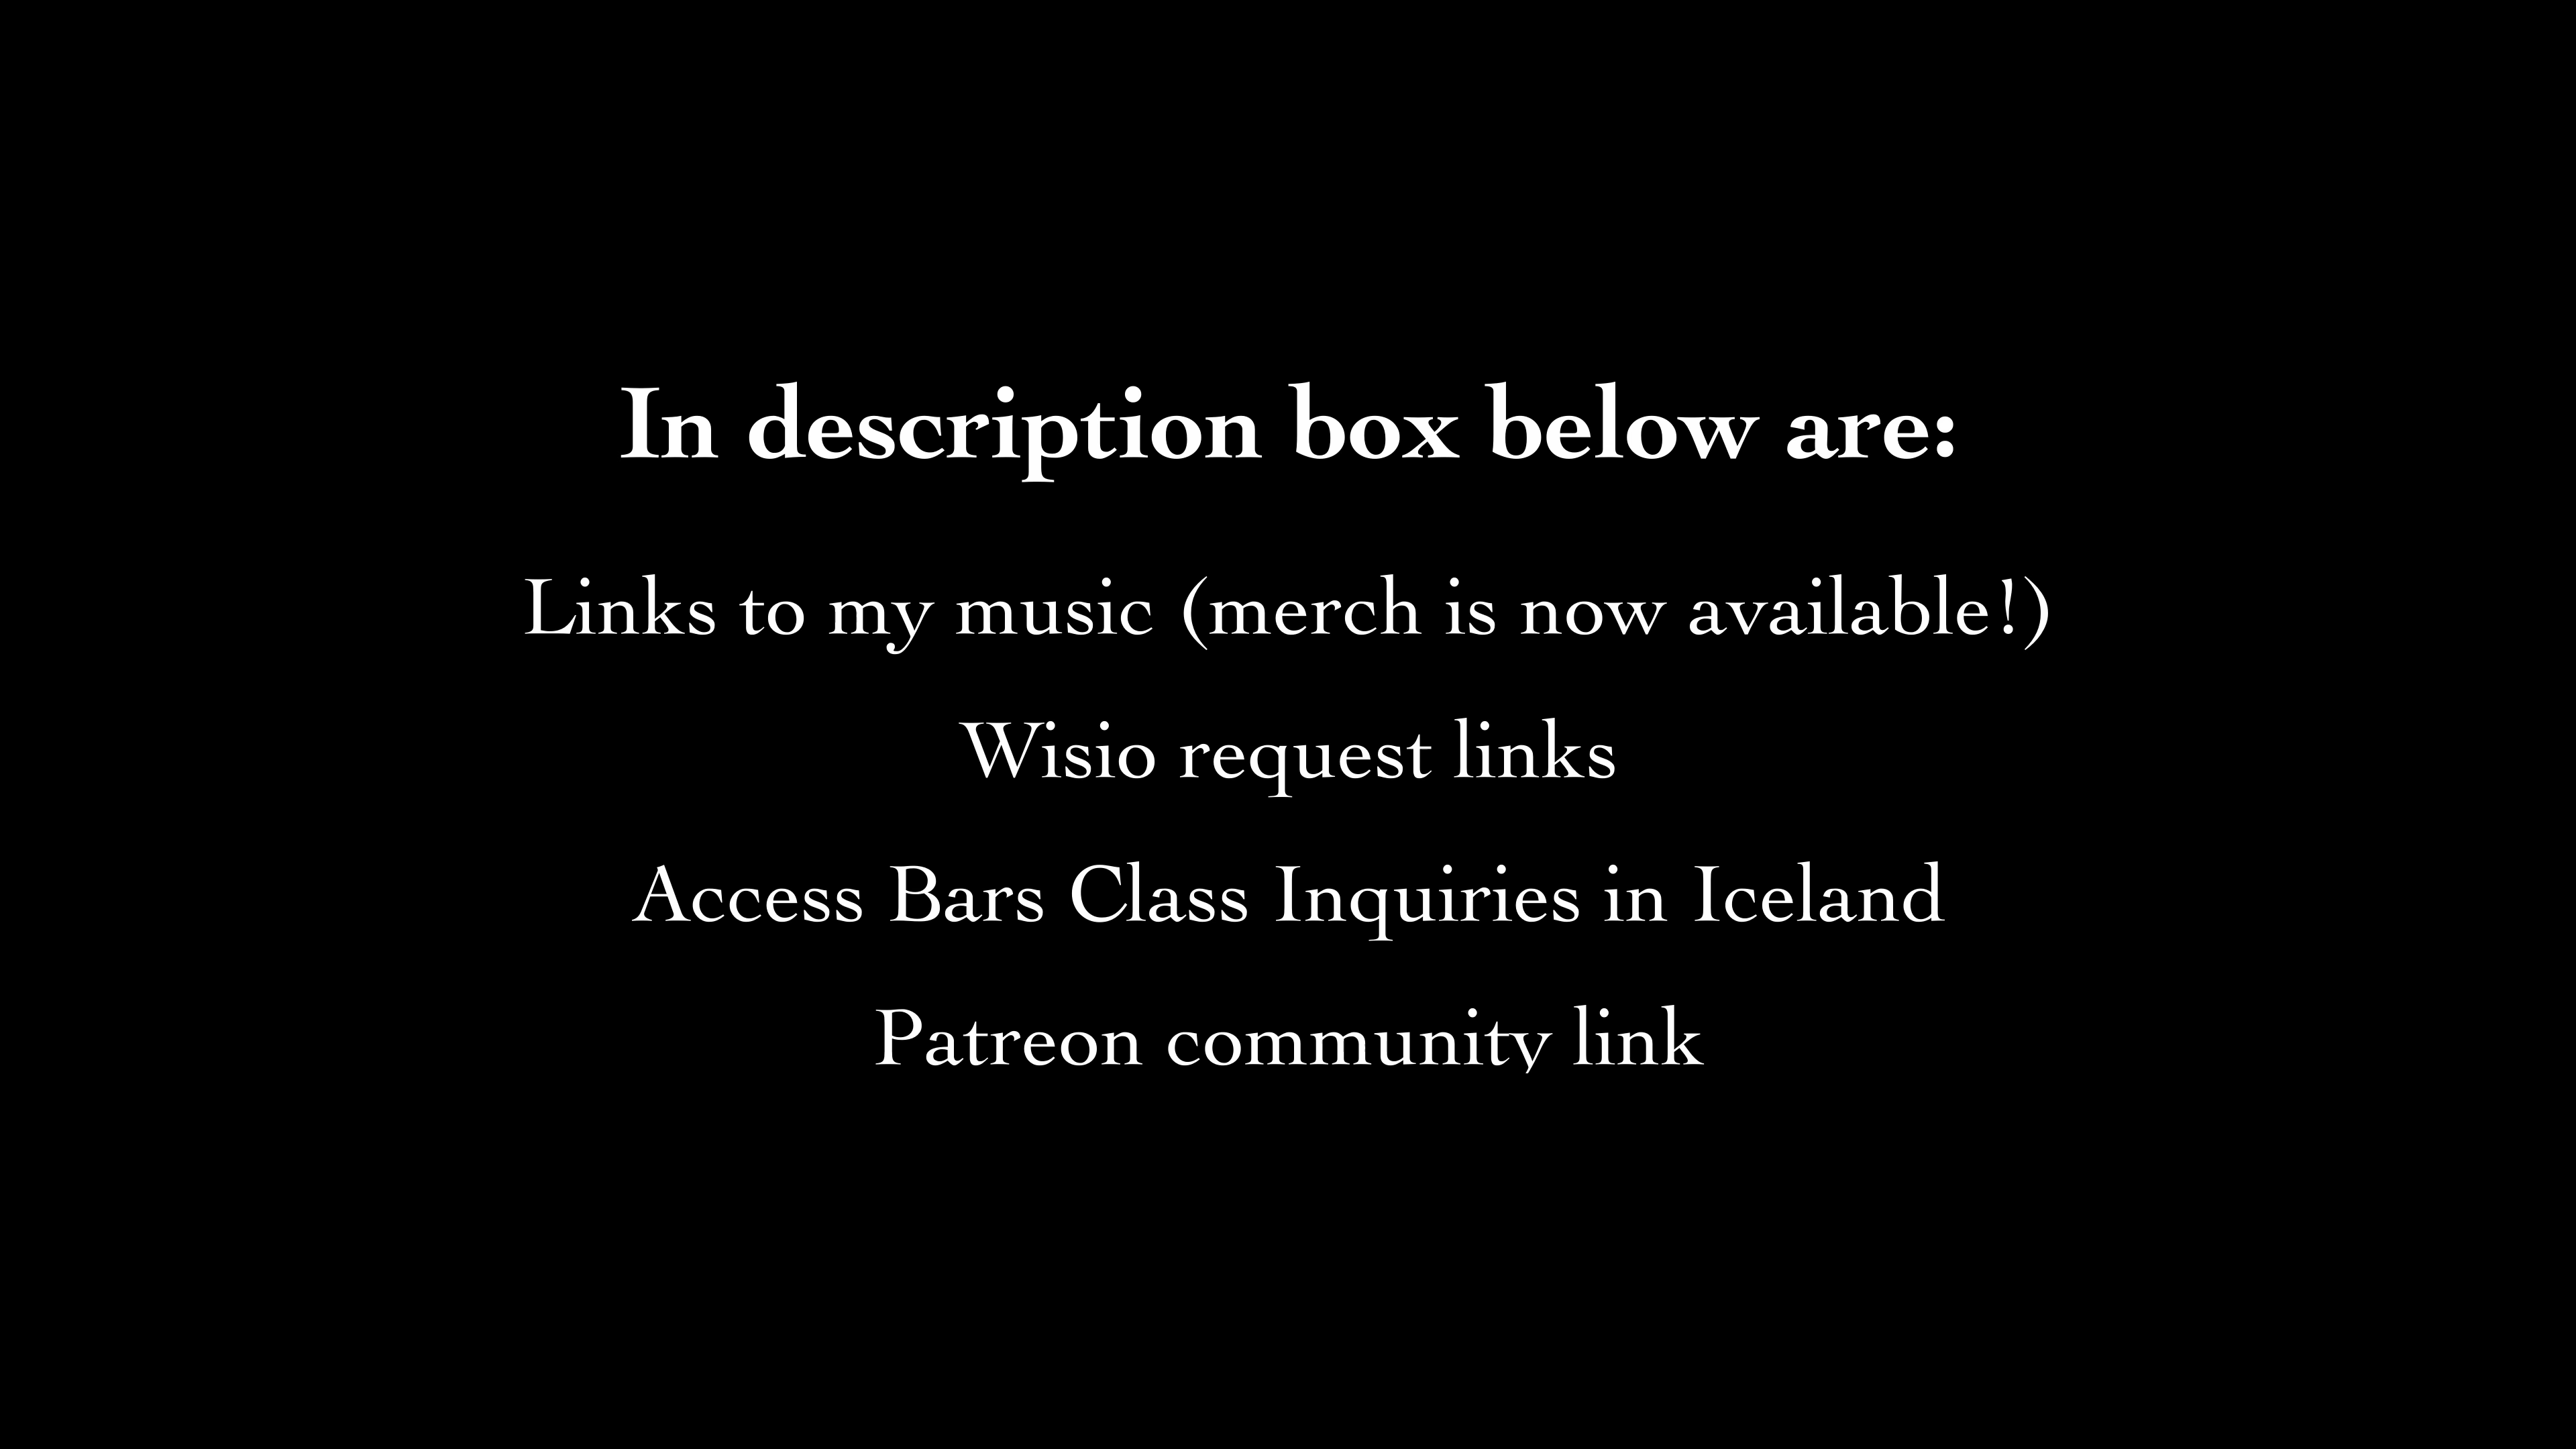 In description box below are:
Links to my music (merch is now available!)
Wisio request links
Access Bars Class Inquiries in Iceland
Patreon community link